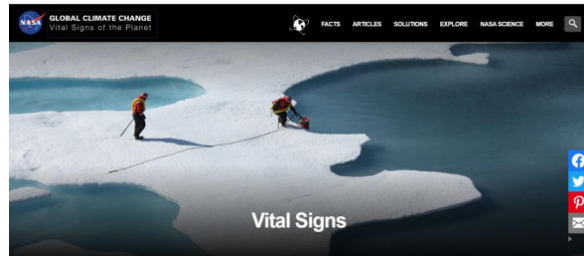 NASA
GLOBAL CLIMATE CHANGE
Vital Signs of the Planet
FACTS ARTICLES SOLUTIONS EXPLORE NASA SCIENCE MORE
Vital Signs